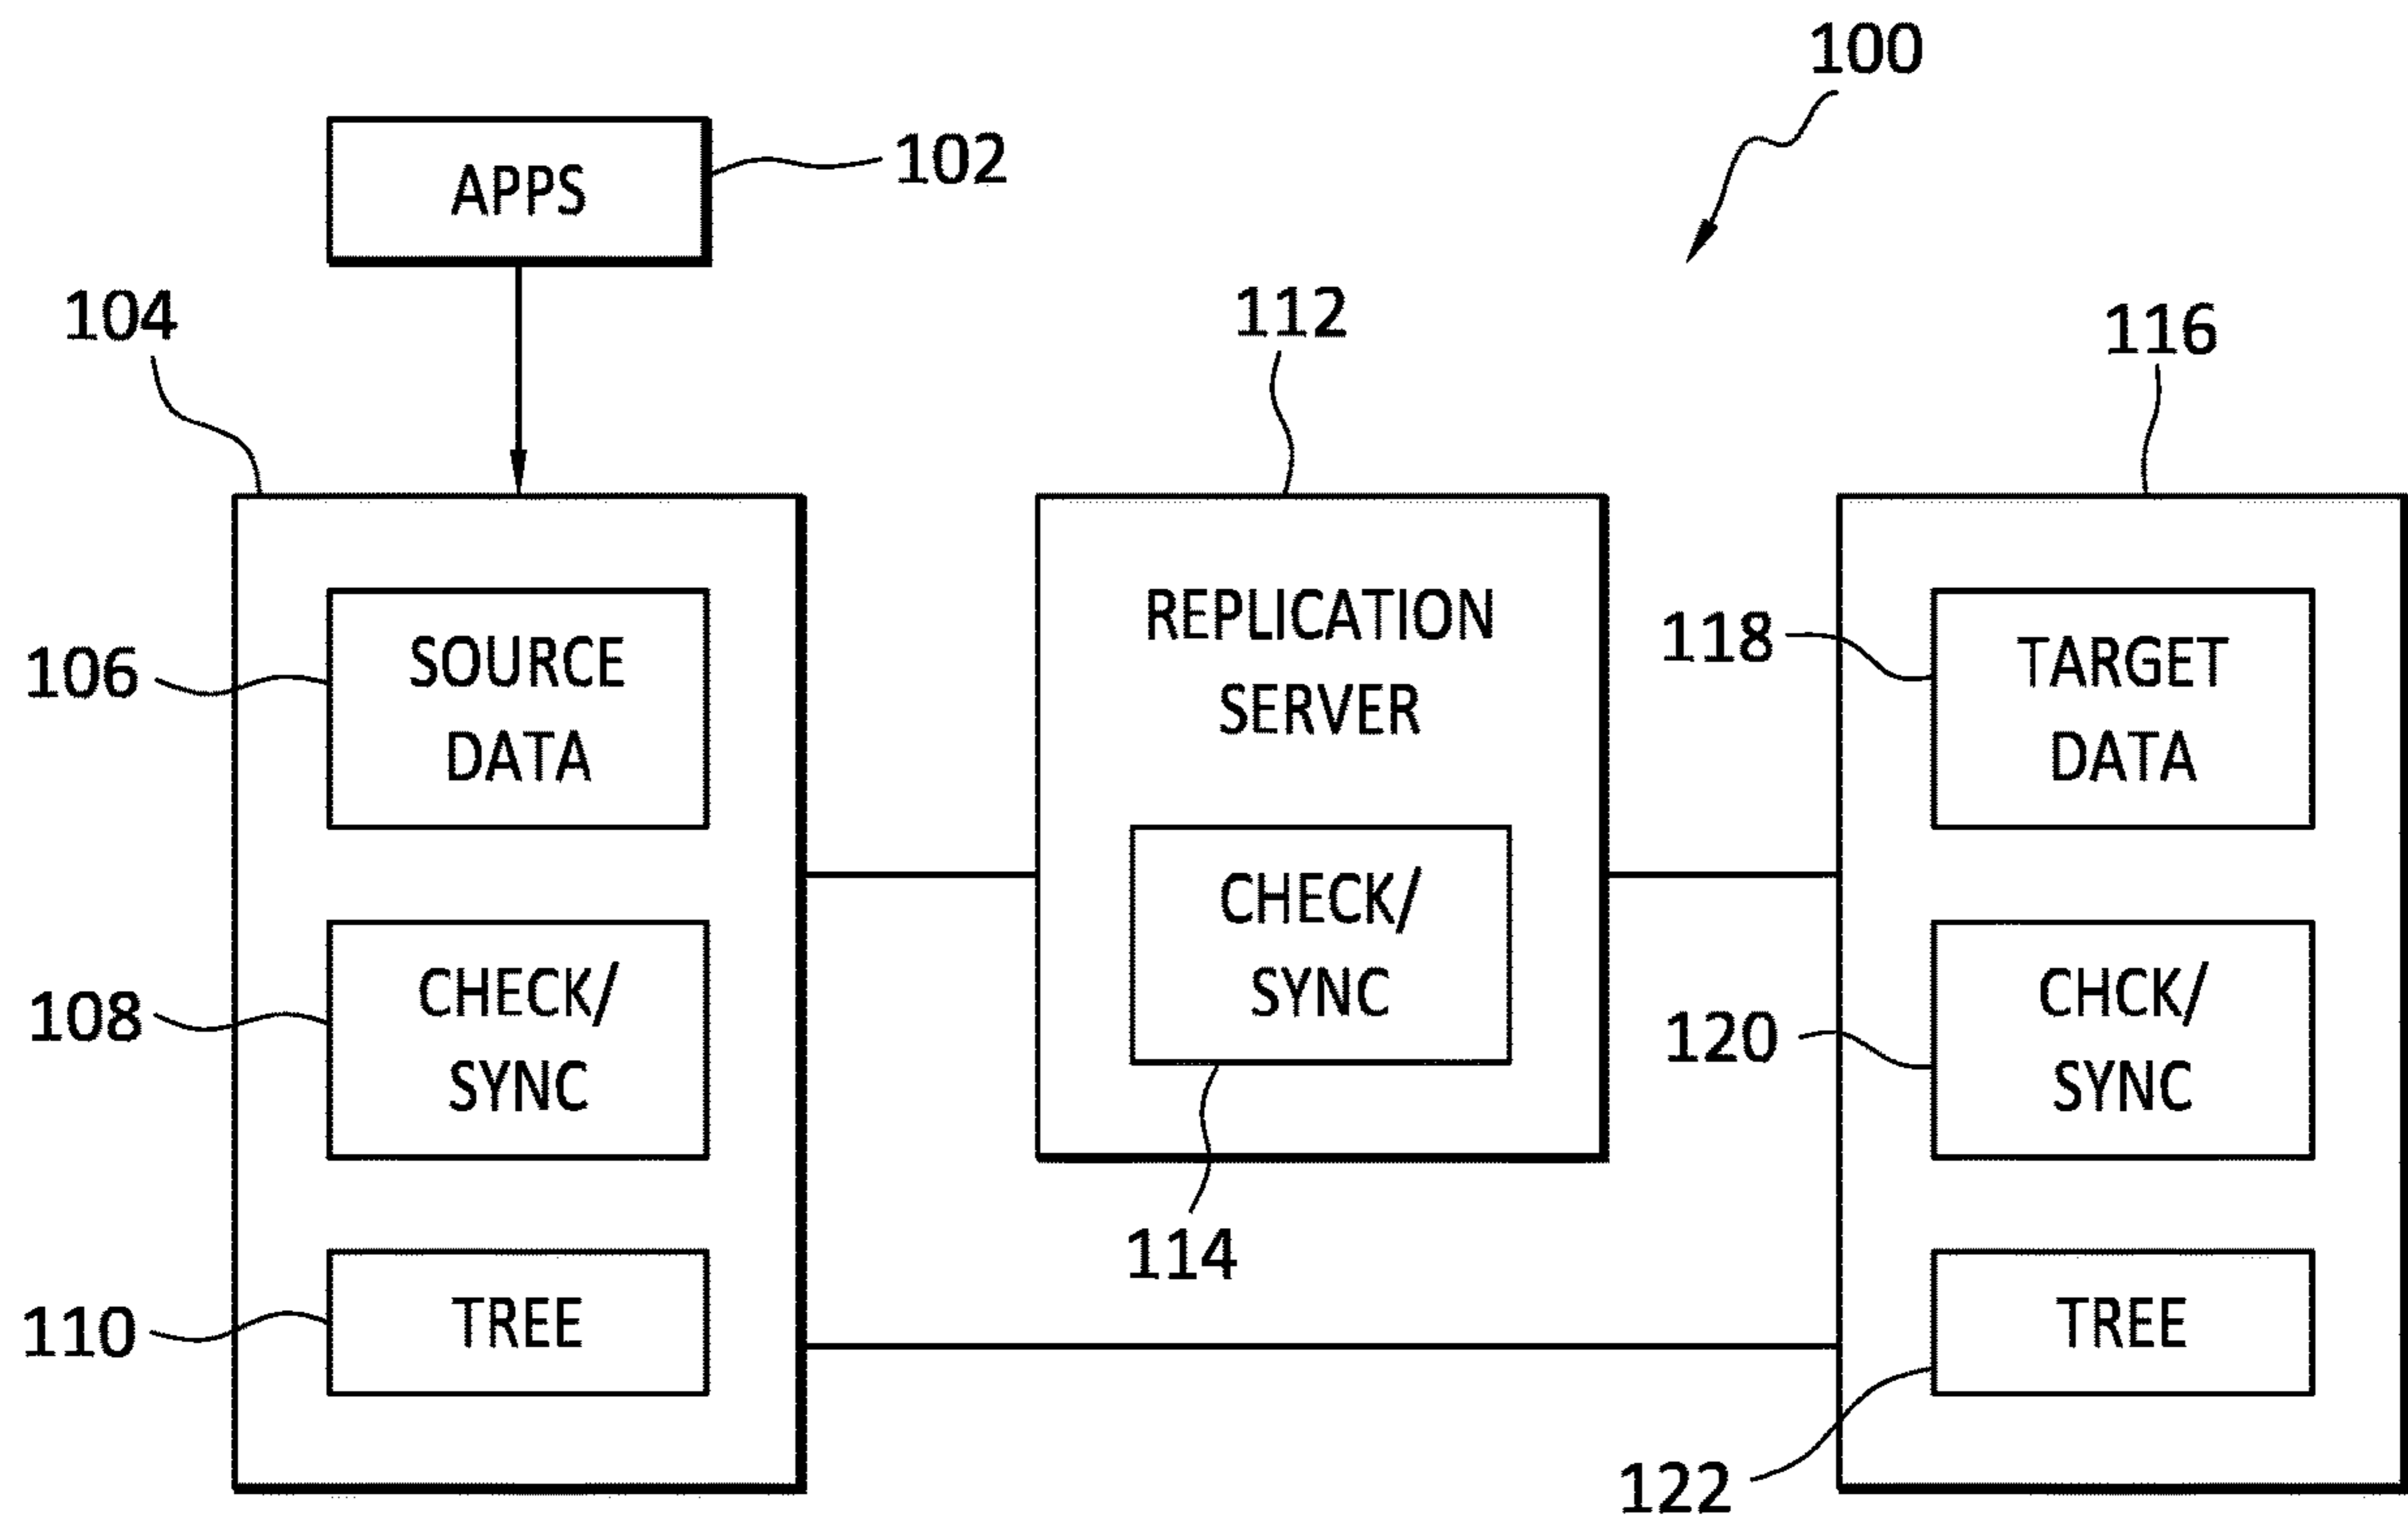 100
APPS
102
104
112
116
SOURCE
DATA
106
CHECK/
SYNC
108
TREE
110
REPLICATION
SERVER
CHECK/
SYNC
114
118
TARGET
DATA
120
CHCK/
SYNC
TREE
122